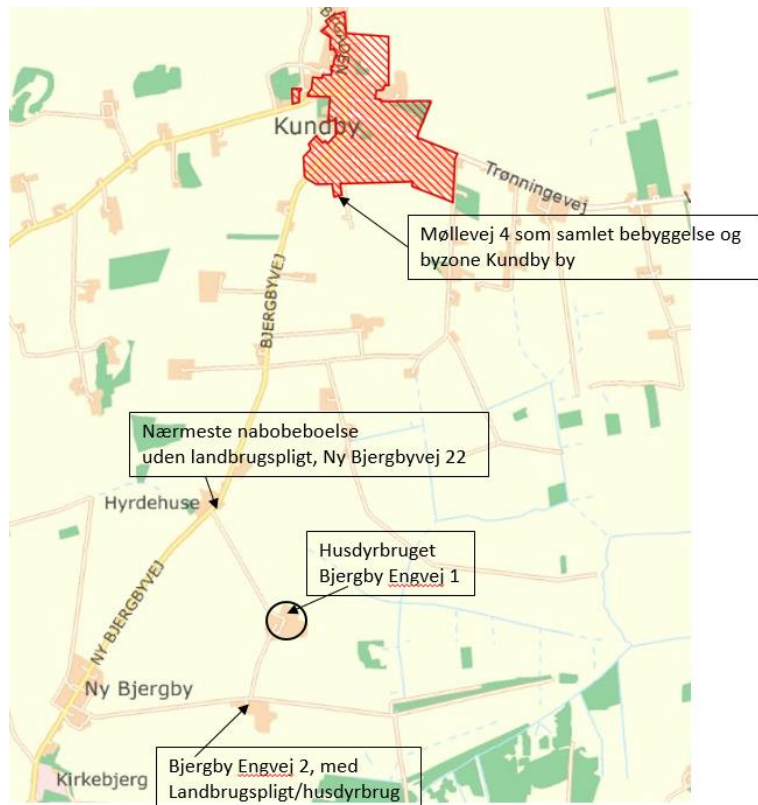 Kundby
Trønningevej
Møllevej 4 som samlet bebyggelse og
byzone Kundby by
BJERGBYVEJ
Nærmeste nabobeboelse
uden landbrugspligt, Ny Bjergbyvej 22
Hyrdehuse
Husdyrbruget
Bjergby Engvej 1
NY BJERGBYVEJ
Ny Bjergby
Bjergby Engvej 2, med
Landbrugspligt/husdyrbrug
Kirkebjerg